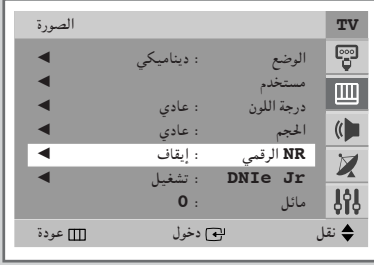 TV الصورة
الوضع : ديناميكي
مستخدم
درجة اللون : عادي
الحجم : عادي
NR الرقمي : إيقاف
DNIe Jr : تشغيل
مائل : 0
نقل دخول عودة